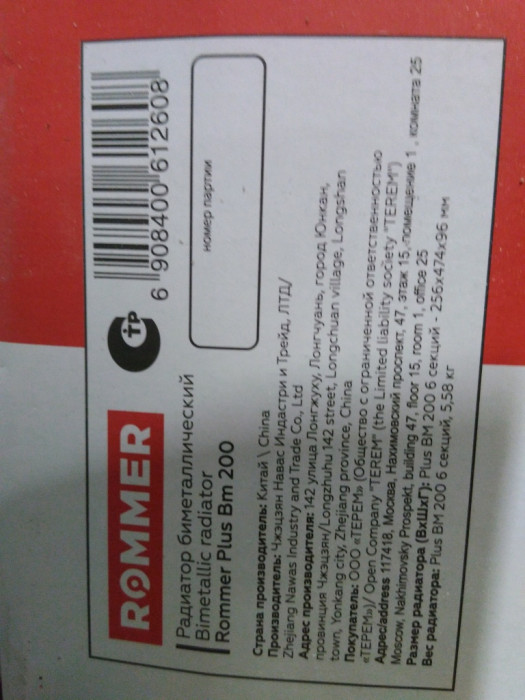 ROMMER
Радиатор биметаллический
Bimetallic radiator
Rommer Plus Bm 200
6 908400 612608
номер партии
Страна производитель: Китай \ China
Производитель: Чжэцзян Навас Индастри и Трейд, ЛТД/
Zhejiang Nawas Industry and Trade Co., Ltd
Адрес производителя: 142 улица Лонгжуху, Лонгчуань, город Юнкан,
провинция Чжэцзян/Longzhuhu 142 street, Longchuan village, Longshan
town, Yonkang city, Zhejiang province, China
Покупатель: ООО «ТЕРЕМ» (Общество с ограниченной ответственностью
«ТЕРЕМ»)/ Open Company "TEREM" (the Limited liability society "TEREM")
Адрес/address 117418, Москва, Нахимовский проспект, 47, этаж 15, помещение 1 , комната 25
Moscow, Nakhimovsky Prospekt, building 47, floor 15, room 1, office 25
Размер радиатора (ВхШхГ): Plus BM 200 6 секций - 256x474x96 мм
Вес радиатора: Plus BM 200 6 секций, 5,58 кг